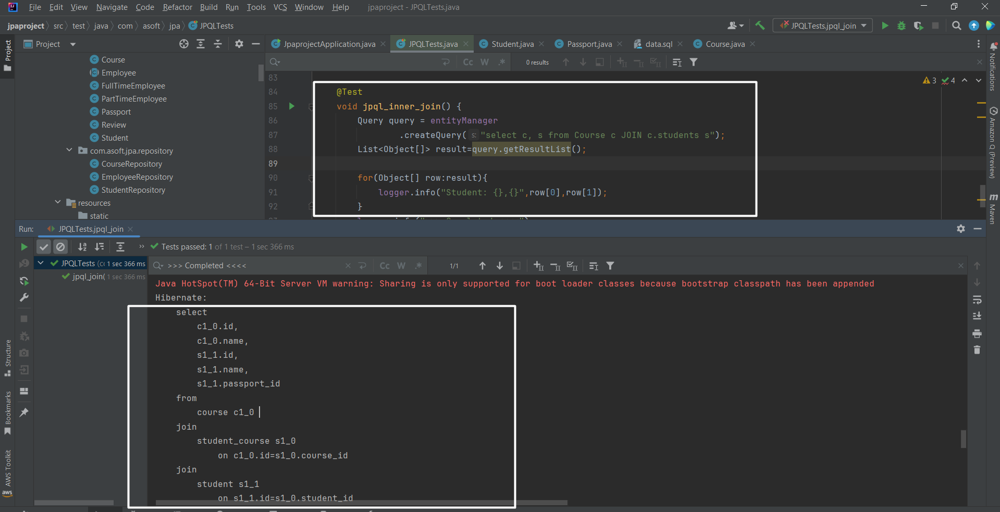 File Edit View Navigate Code Refactor Build Run Tools VCS Window Help jpaproject - JPQLTests.java
jpaproject src test java com asoft jpa JPQLTests JPQLTests.jpql_join
Project JpaprojectApplication.java JPQLTests.java Student.java Passport.java data.sql Course.java
Project
Course
Employee
FullTimeEmployee
PartTimeEmployee
Passport
Review
Student
com.asoft.jpa.repository
CourseRepository
EmployeeRepository
StudentRepository
resources
static
Cc W .* 0 results
3 4
83
84 @Test
85 void jpql_inner_join() {
86 Query query = entityManager
87 .createQuery( s: "select c, s from Course c JOIN c.students s");
88 List<Object[]> result=query.getResultList();
89
90 for(Object[] row:result){
91 logger.info("Student: {},{}",row[0],row[1]);
92 }
Notifications
Amazon Q (Preview)
Maven
Run: JPQLTests.jpql_join
Tests passed: 1 of 1 test – 1 sec 366 ms
JPQLTests 1 sec 366 ms
jpql_join( 1 sec 366 ms
>>> Completed <<<< Cc W .* 1/1
Java HotSpot(TM) 64-Bit Server VM warning: Sharing is only supported for boot loader classes because bootstrap classpath has been appended
Hibernate:
select
c1_0.id,
c1_0.name,
s1_1.id,
s1_1.name,
s1_1.passport_id
from
course c1_0
join
student_course s1_0
on c1_0.id=s1_0.course_id
join
student s1_1
on s1_1.id=s1_0.student_id
Structure
Bookmarks
AWS Toolkit
aws